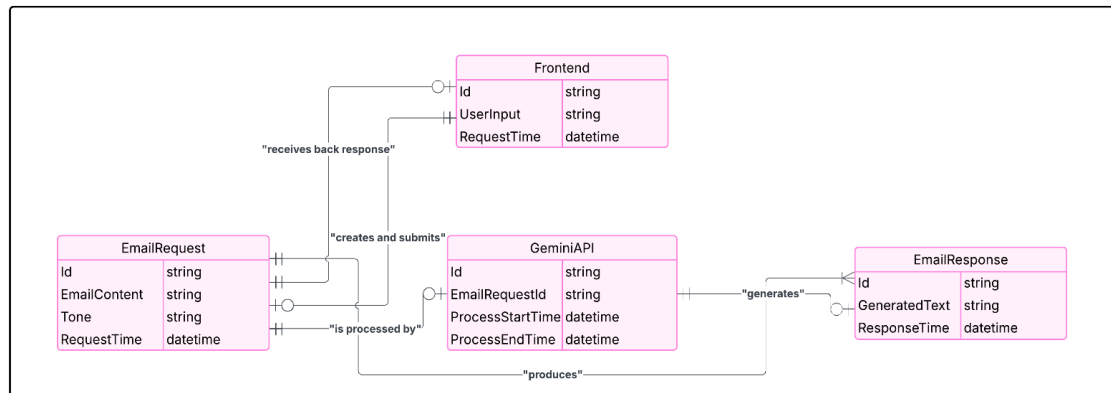 Frontend
Id string
UserInput string
RequestTime datetime
"receives back response"
"creates and submits"
EmailRequest
Id string
EmailContent string
Tone string
RequestTime datetime
GeminiAPI
Id string
EmailRequestId string
ProcessStartTime datetime
ProcessEndTime datetime
EmailResponse
Id string
GeneratedText string
ResponseTime datetime
"is processed by"
"generates"
"produces"